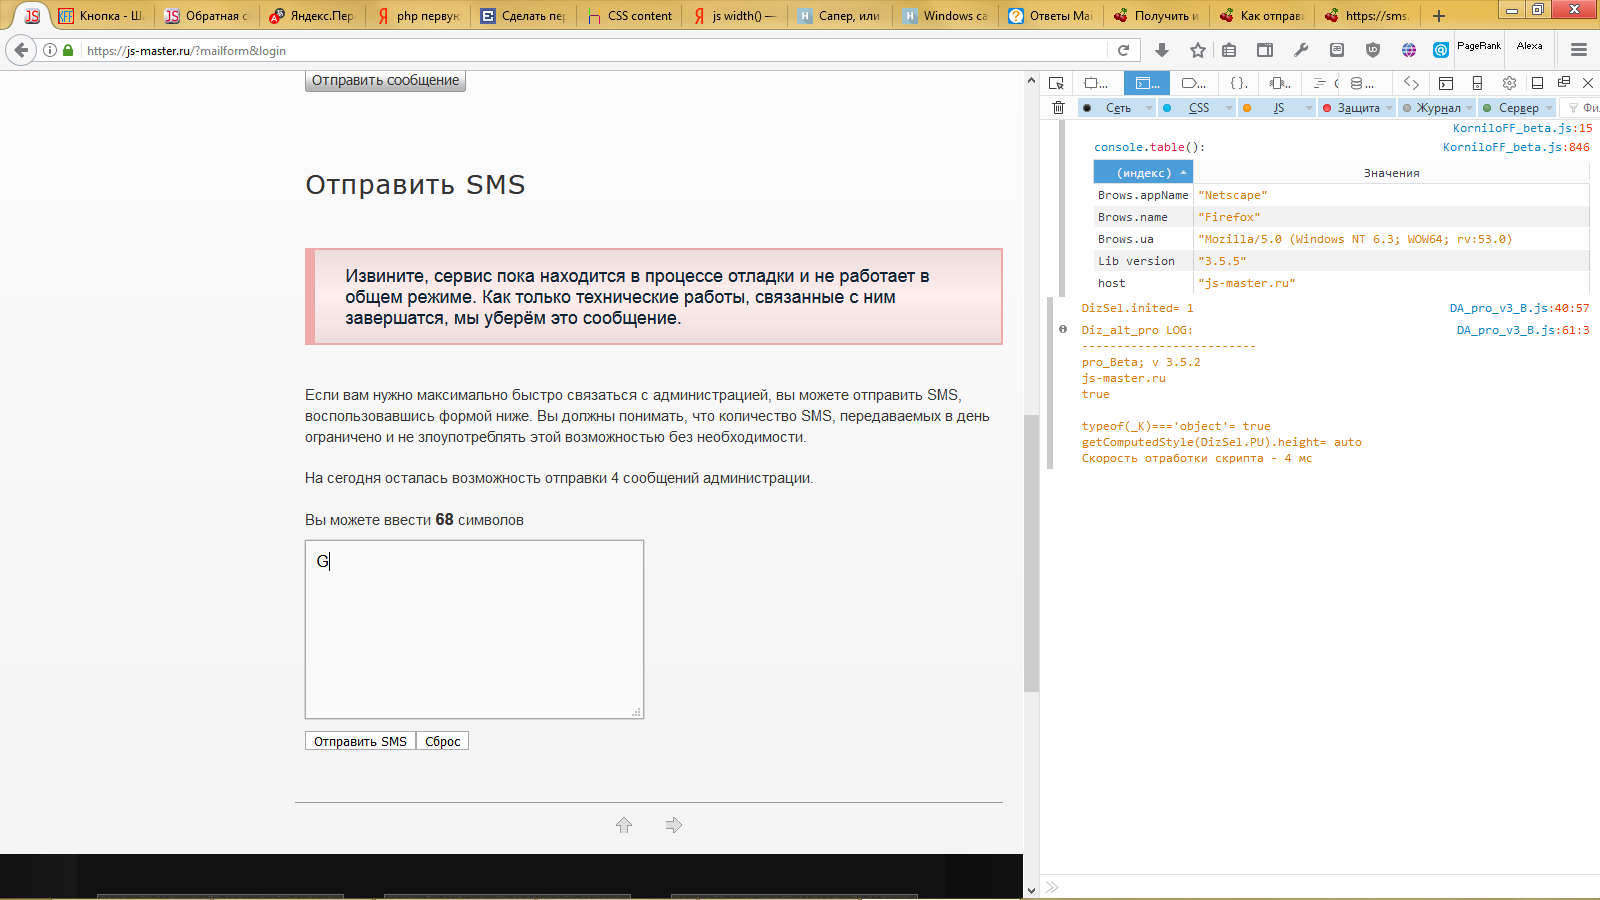 Кнопка - Ш
Обратная с
Яндекс.Пер
php первую
Сделать пе
CSS content
js width() —
Сапер, или
Windows ca
Ответы Mai
Получить и
Как отправи
https://sms.
https://js-master.ru/?mailform&login
PageRank
Alexa
Отправить сообщение
Отправить SMS
Извините, сервис пока находится в процессе отладки и не работает в
общем режиме. Как только технические работы, связанные с ним
завершатся, мы уберём это сообщение.
Если вам нужно максимально быстро связаться с администрацией, вы можете отправить SMS,
воспользовавшись формой ниже. Вы должны понимать, что количество SMS, передаваемых в день
ограничено и не злоупотреблять этой возможностью без необходимости.
На сегодня осталась возможность отправки 4 сообщений администрации.
Вы можете ввести 68 символов
G
Отправить SMS Сброс
Сеть CSS JS Защита Журнал Сервер Фи
KorniloFF_beta.js:15
console.table(): KorniloFF_beta.js:846
(индекс) Значения
Brows.appName "Netscape"
Brows.name "Firefox"
Brows.ua "Mozilla/5.0 (Windows NT 6.3; WOW64; rv:53.0)
Lib version "3.5.5"
host "js-master.ru"
DizSel.inited= 1 DA_pro_v3_B.js:40:57
Diz_alt_pro LOG: DA_pro_v3_B.js:61:3
-------------------------
pro_Beta; v 3.5.2
js-master.ru
true
typeof(_K)==='object'= true
getComputedStyle(DizSel.PU).height= auto
Скорость отработки скрипта - 4 мс